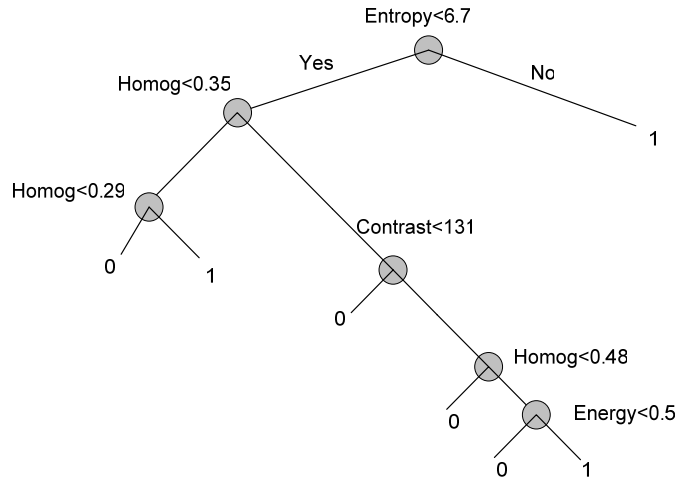 Entropy<6.7
Yes
No
Homog<0.35
1
Homog<0.29
Contrast<131
0
1
0
Homog<0.48
Energy<0.5
0
0
1